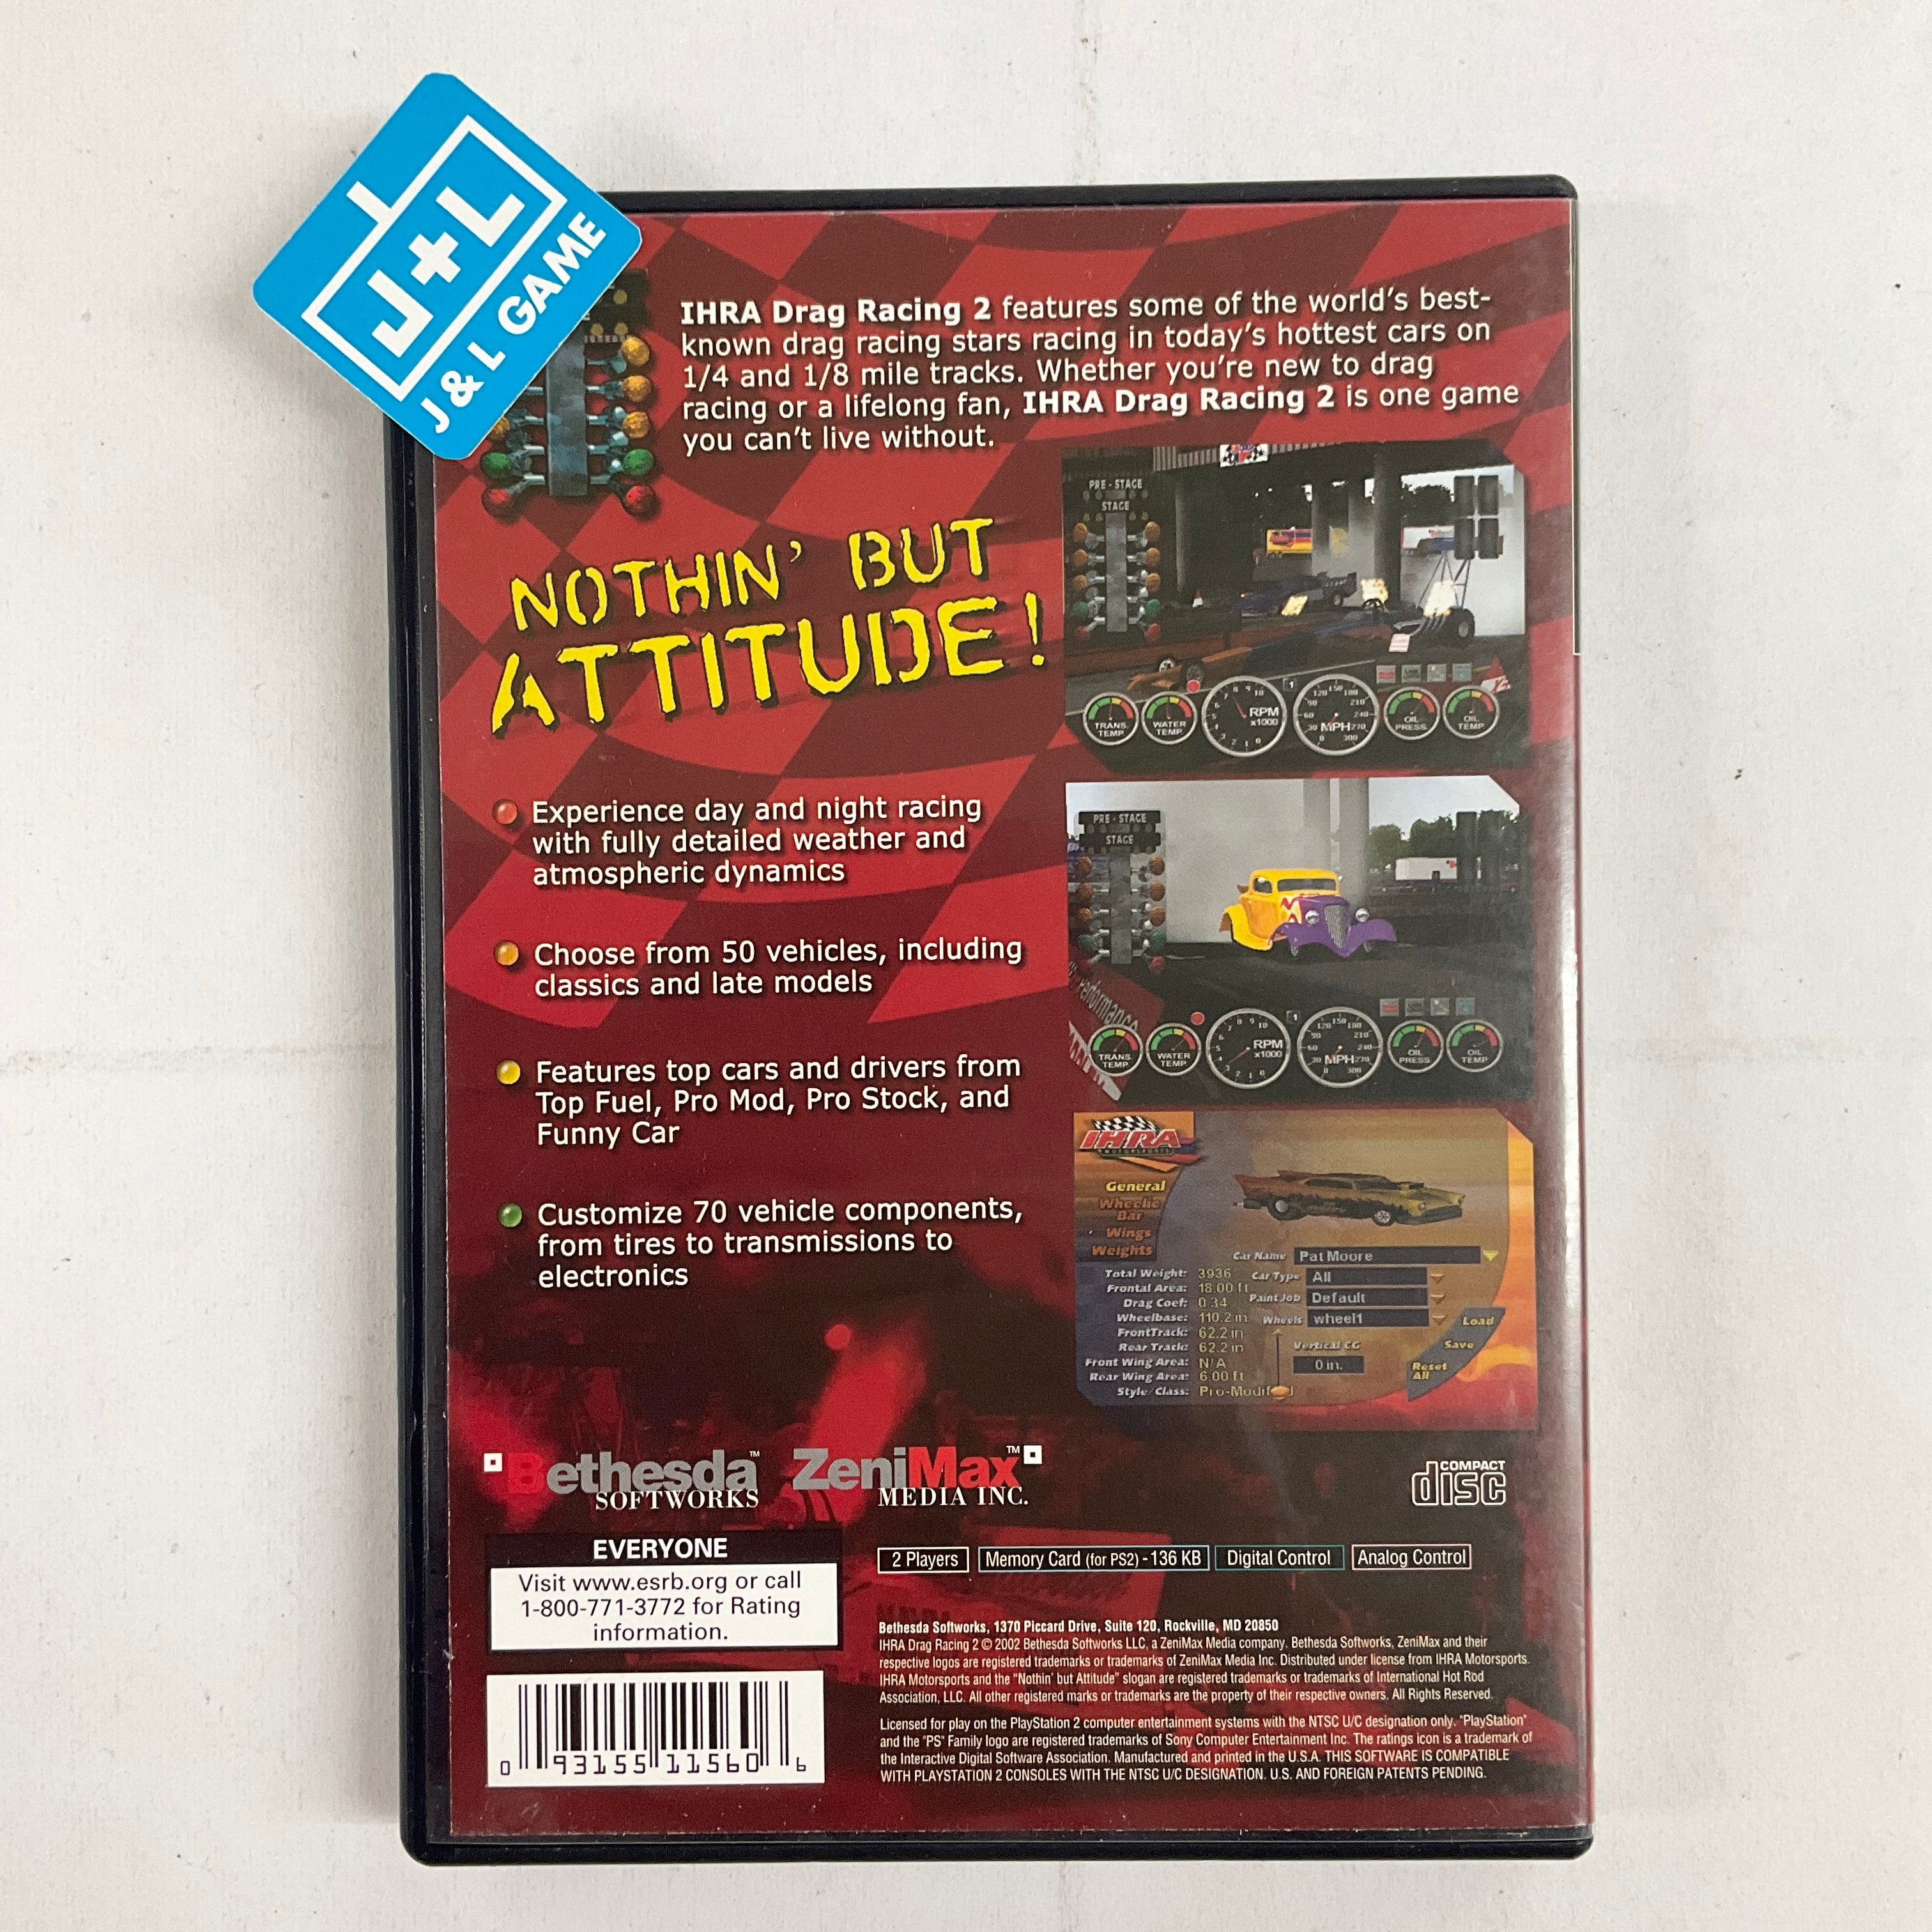 J+L
J & L GAME
IHRA Drag Racing 2 features some of the world's best-
known drag racing stars racing in today's hottest cars on
1/4 and 1/8 mile tracks. Whether you're new to drag
racing or a lifelong fan, IHRA Drag Racing 2 is one game
you can't live without.
NOTHIN' BUT
ATTITUDE!
Experience day and night racing
with fully detailed weather and
atmospheric dynamics
Choose from 50 vehicles, including
classics and late models
Features top cars and drivers from
Top Fuel, Pro Mod, Pro Stock, and
Funny Car
Customize 70 vehicle components,
from tires to transmissions to
electronics
PRE-STAGE
STAGE
TRANS. TEMP.
WATER TEMP.
RPM x1000
MPH
OIL PRESS.
OIL TEMP.
PRE-STAGE
STAGE
Performance
TRANS. TEMP.
WATER TEMP.
RPM x1000
MPH
OIL PRESS.
OIL TEMP.
IHRA
MOTORSPORTS
General
Wheelie
Bar
Wings
Weights
Car Name Pat Moore
Car Type All
Paint Job Default
Wheels wheel1
Total Weight: 3936
Frontal Area: 18.00 ft
Drag Coef: 0.34
Wheelbase: 110.2 in
FrontTrack: 62.2 in
Rear Track: 62.2 in
Front Wing Area: N/A
Rear Wing Area: 6.00 ft
Style/Class: Pro-Modif
Vertical CG
0 in.
Load
Save
Reset
All
Bethesda™
SOFTWORKS
ZeniMax™
MEDIA INC.
COMPACT
disc
EVERYONE
Visit www.esrb.org or call
1-800-771-3772 for Rating
information.
2 Players
Memory Card (for PS2) - 136 KB
Digital Control
Analog Control
Bethesda Softworks, 1370 Piccard Drive, Suite 120, Rockville, MD 20850
IHRA Drag Racing 2 © 2002 Bethesda Softworks LLC, a ZeniMax Media company. Bethesda Softworks, ZeniMax and their
respective logos are registered trademarks or trademarks of ZeniMax Media Inc. Distributed under license from IHRA Motorsports.
IHRA Motorsports and the "Nothin' but Attitude" slogan are registered trademarks or trademarks of International Hot Rod
Association, LLC. All other registered marks or trademarks are the property of their respective owners. All Rights Reserved.
Licensed for play on the PlayStation 2 computer entertainment systems with the NTSC U/C designation only. "PlayStation"
and the "PS" Family logo are registered trademarks of Sony Computer Entertainment Inc. The ratings icon is a trademark of
the Interactive Digital Software Association. Manufactured and printed in the U.S.A. THIS SOFTWARE IS COMPATIBLE
WITH PLAYSTATION 2 CONSOLES WITH THE NTSC U/C DESIGNATION. U.S. AND FOREIGN PATENTS PENDING.
0 93155 11560 6